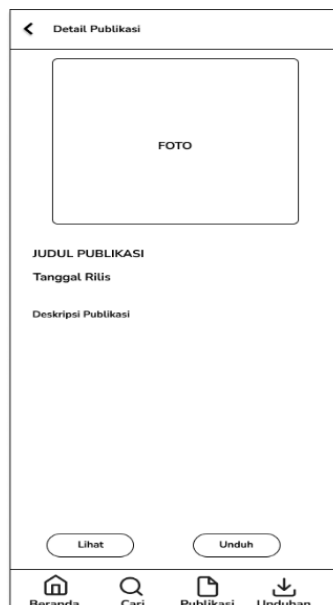 Detail Publikasi
FOTO
JUDUL PUBLIKASI
Tanggal Rilis
Deskripsi Publikasi
Lihat Unduh
Beranda Cari Publikasi Unduhan